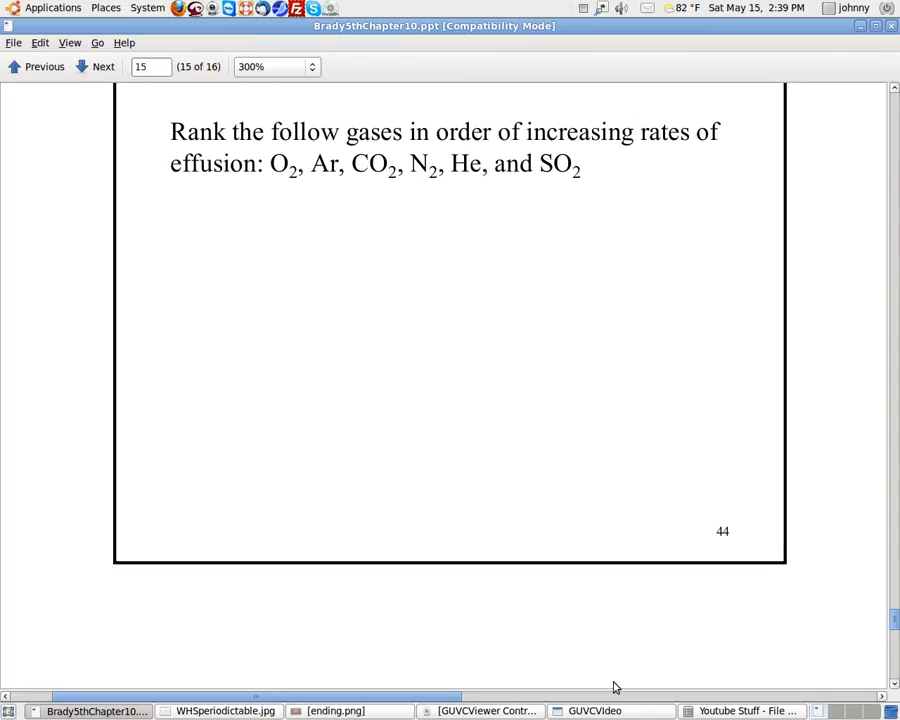 Applications Places System 82 °F Sat May 15, 2:39 PM johnny
Brady5thChapter10.ppt [Compatibility Mode]
File Edit View Go Help
Previous Next 15 (15 of 16) 300%
Rank the follow gases in order of increasing rates of
effusion: O₂, Ar, CO₂, N₂, He, and SO₂
44
Brady5thChapter10.... WHSperiodictable.jpg [ending.png] [GUVCViewer Contr... GUVCVIdeo Youtube Stuff - File ...